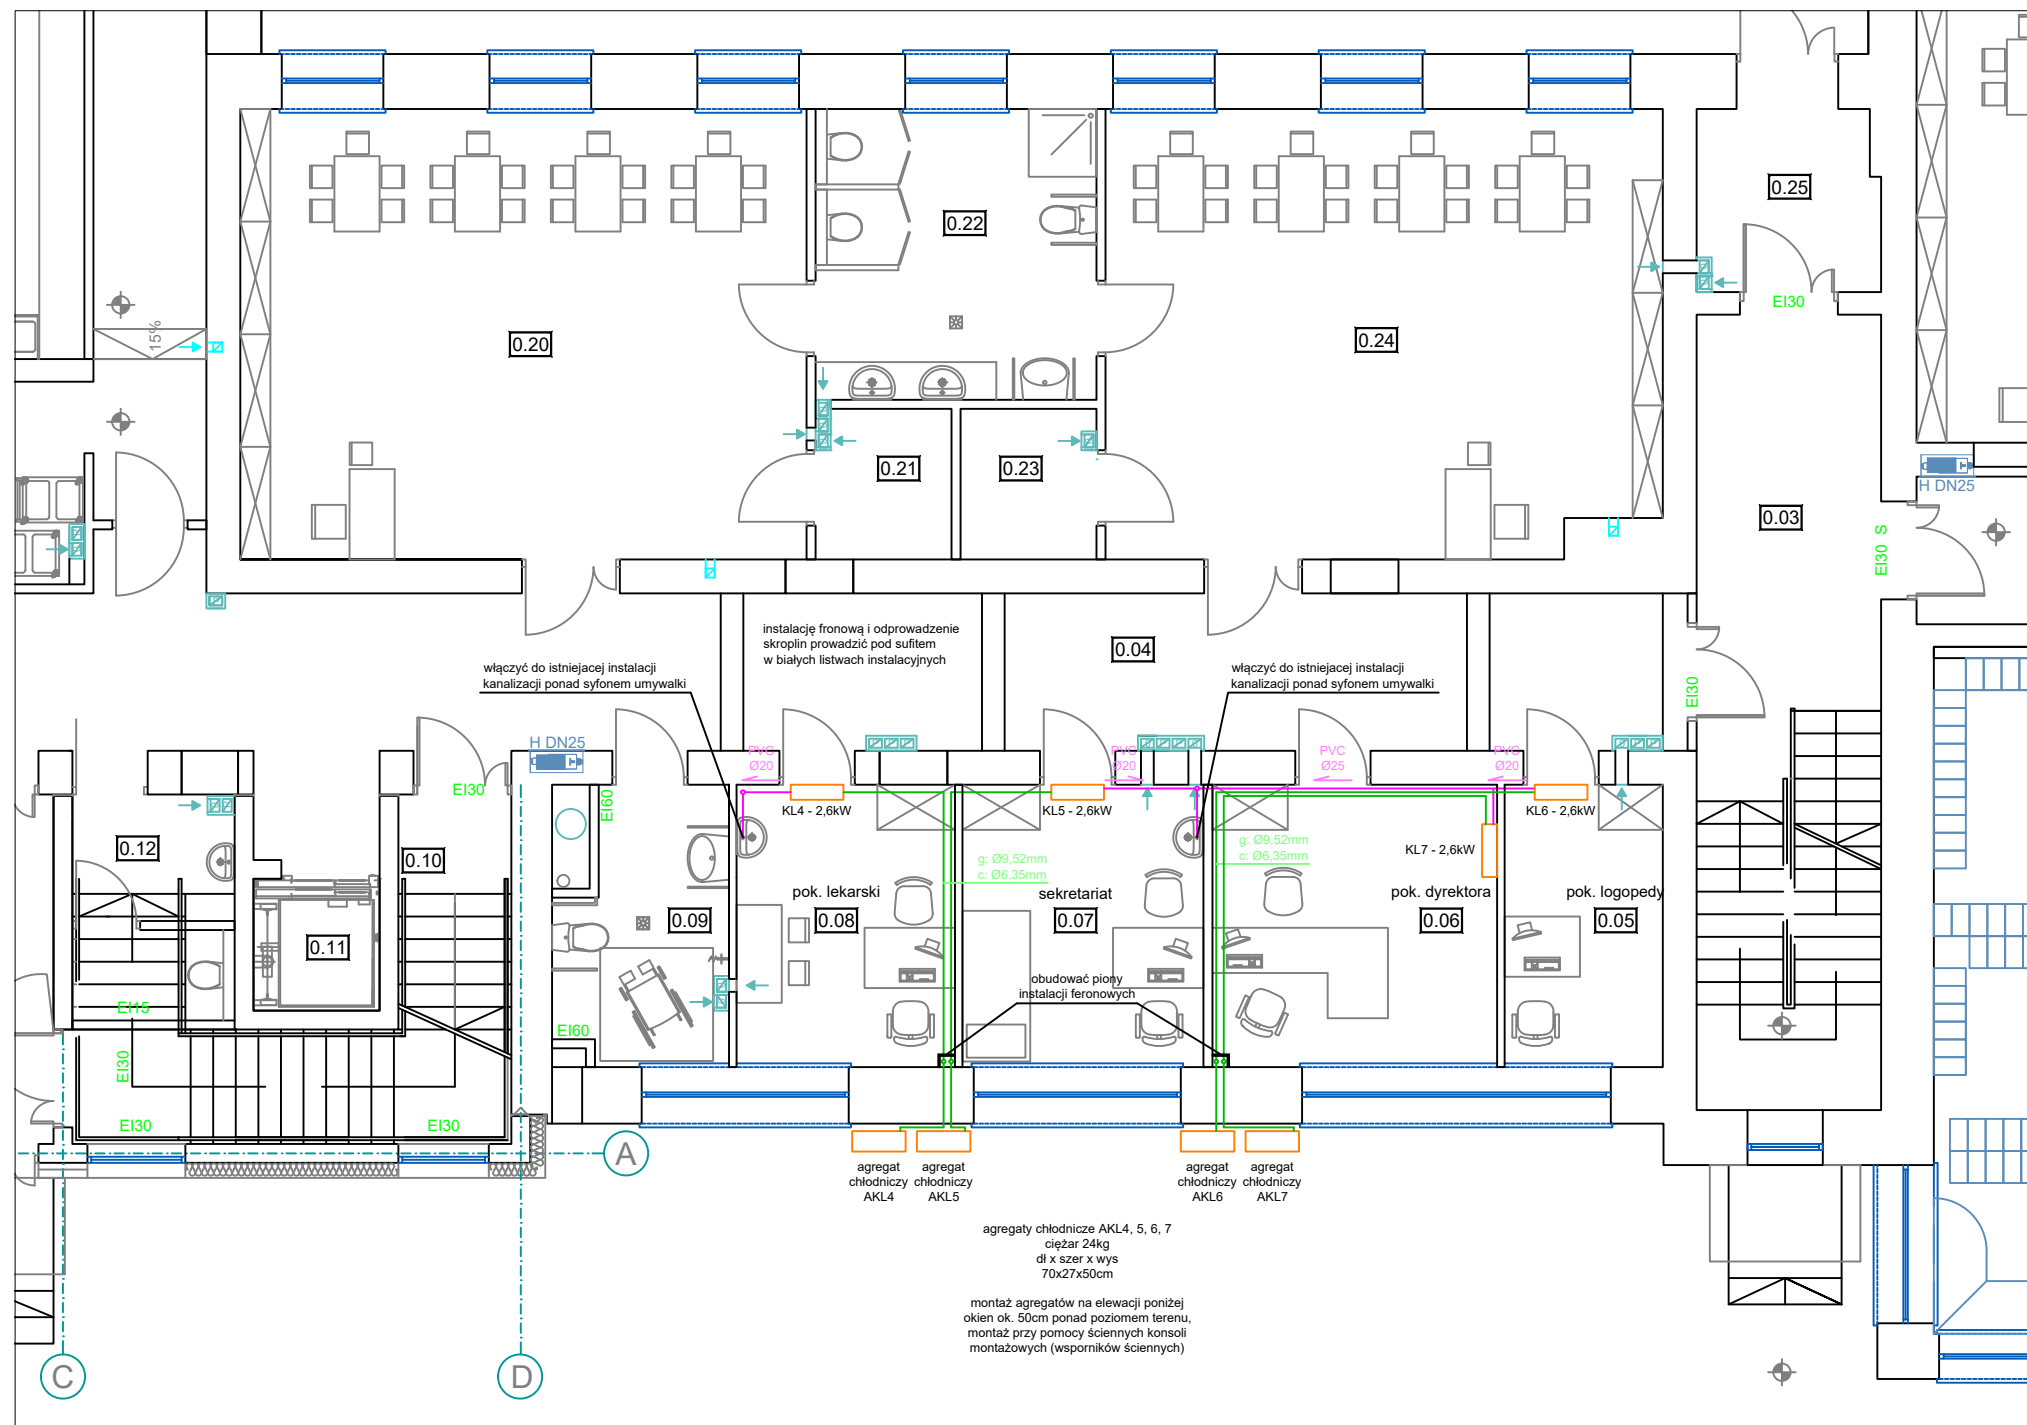 0.25
0.22
EI30
15%
0.20
0.24
0.21
0.23
H DN25
0.03
EI30 S
instalację fronową i odprowadzenie
skroplin prowadzić pod sufitem
w białych listwach instalacyjnych
0.04
włączyć do istniejacej instalacji
kanalizacji ponad syfonem umywalki
włączyć do istniejacej instalacji
kanalizacji ponad syfonem umywalki
EI30
H DN25
PVC
Ø20
PVC
Ø20
PVC
Ø25
PVC
Ø20
EI30
EI60
KL4 - 2,6kW
KL5 - 2,6kW
KL6 - 2,6kW
0.12
0.10
g: Ø9,52mm
c: Ø6,35mm
g: Ø9,52mm
c: Ø6,35mm
KL7 - 2,6kW
pok. lekarski
0.08
sekretariat
0.07
pok. dyrektora
0.06
pok. logopedy
0.05
0.09
0.11
obudować piony
instalacji feronowych
EI15
EI60
EI30
EI30
EI30
A
agregat
chłodniczy
AKL4
agregat
chłodniczy
AKL5
agregat
chłodniczy
AKL6
agregat
chłodniczy
AKL7
agregaty chłodnicze AKL4, 5, 6, 7
ciężar 24kg
dł x szer x wys
70x27x50cm
montaż agregatów na elewacji poniżej
okien ok. 50cm ponad poziomem terenu,
montaż przy pomocy ściennych konsoli
montażowych (wsporników ściennych)
C
D